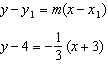 y − y₁ = m(x − x₁)
y − 4 = −1/3 (x + 3)